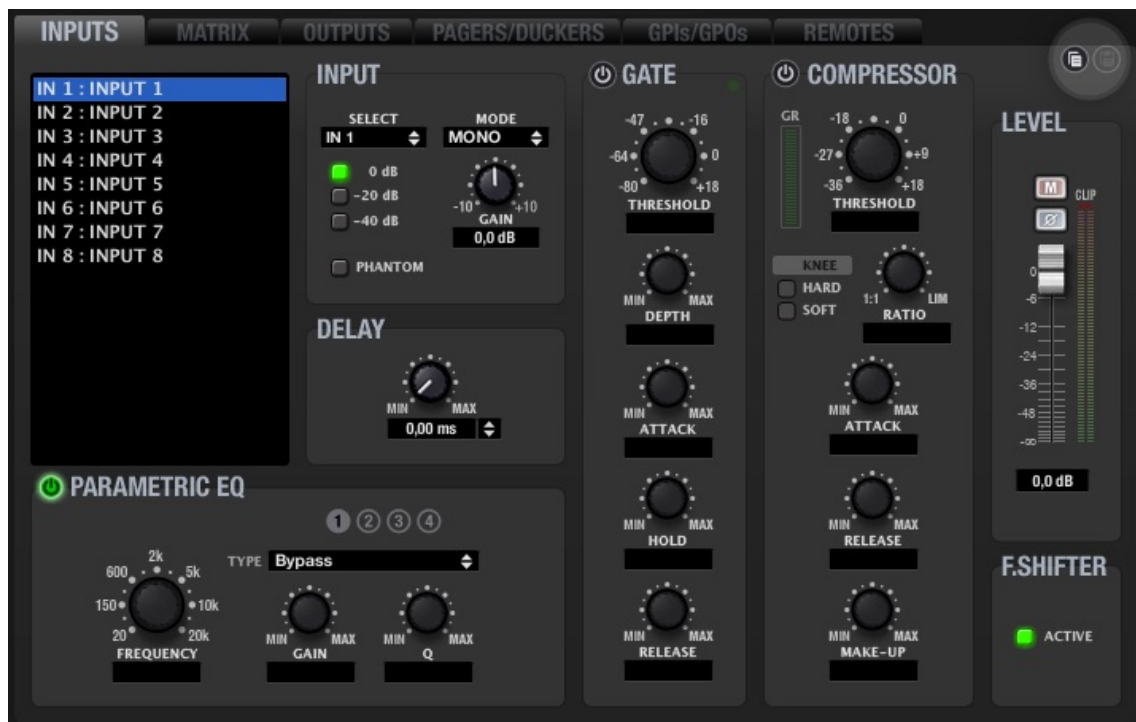 INPUTS
MATRIX
OUTPUTS
PAGERS/DUCKERS
GPIs/GPOs
REMOTES
IN 1 : INPUT 1
IN 2 : INPUT 2
IN 3 : INPUT 3
IN 4 : INPUT 4
IN 5 : INPUT 5
IN 6 : INPUT 6
IN 7 : INPUT 7
IN 8 : INPUT 8
INPUT
SELECT
IN 1
MODE
MONO
0 dB
-20 dB
-40 dB
-10
+10
GAIN
0,0 dB
PHANTOM
DELAY
MIN
MAX
0,00 ms
PARAMETRIC EQ
1 2 3 4
TYPE
Bypass
20
150
600
2k
5k
10k
20k
FREQUENCY
MIN
MAX
GAIN
MIN
MAX
Q
GATE
-80
-64
-47
-16
0
+18
THRESHOLD
MIN
MAX
DEPTH
MIN
MAX
ATTACK
MIN
MAX
HOLD
MIN
MAX
RELEASE
COMPRESSOR
GR
-36
-27
-18
0
+9
+18
THRESHOLD
KNEE
HARD
SOFT
1:1
LIM
RATIO
MIN
MAX
ATTACK
MIN
MAX
RELEASE
MIN
MAX
MAKE-UP
LEVEL
M
Ø
CLIP
0
-6
-12
-24
-36
-48
-∞
0,0 dB
F.SHIFTER
ACTIVE